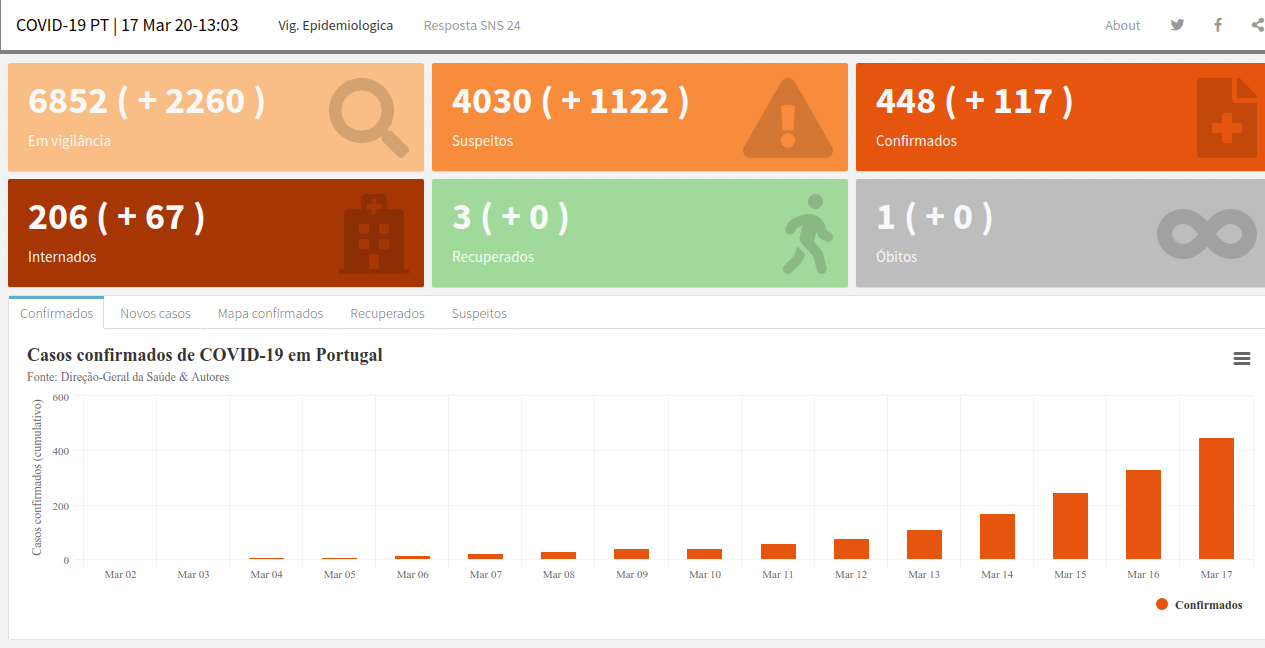 COVID-19 PT | 17 Mar 20-13:03 Vig. Epidemiologica Resposta SNS 24 About
6852 ( + 2260 ) 4030 ( + 1122 ) 448 ( + 117 )
Em vigilância Suspeitos Confirmados
206 ( + 67 ) 3 ( + 0 ) 1 ( + 0 )
Internados Recuperados Óbitos
Confirmados Novos casos Mapa confirmados Recuperados Suspeitos
Casos confirmados de COVID-19 em Portugal
Fonte: Direção-Geral da Saúde & Autores
Casos confirmados (cumulativo)
600
400
200
0
Mar 02 Mar 03 Mar 04 Mar 05 Mar 06 Mar 07 Mar 08 Mar 09 Mar 10 Mar 11 Mar 12 Mar 13 Mar 14 Mar 15 Mar 16 Mar 17
Confirmados